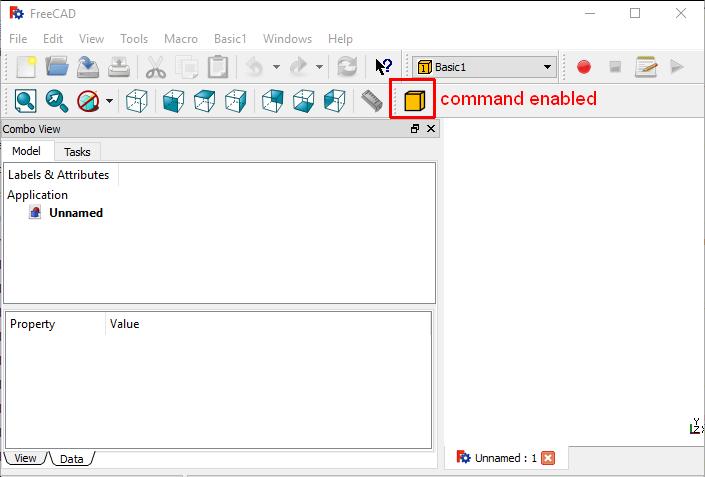 FreeCAD
File Edit View Tools Macro Basic1 Windows Help
Basic1
command enabled
Combo View
Model Tasks
Labels & Attributes
Application
Unnamed
Property Value
View Data
Unnamed : 1
Y
Z X